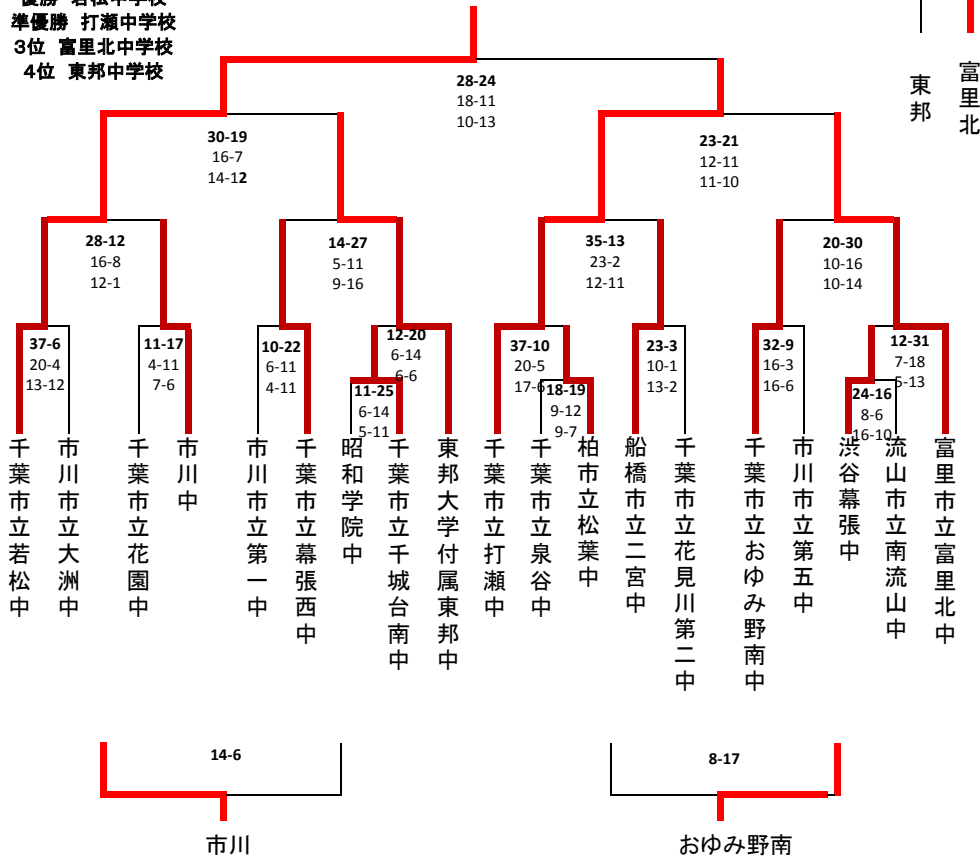 優勝 若松中学校
準優勝 打瀬中学校
3位 富里北中学校
4位 東邦中学校
東邦
富里北
28-24
18-11
10-13
30-19
16-7
14-12
23-21
12-11
11-10
28-12
16-8
12-1
14-27
5-11
9-16
35-13
23-2
12-11
20-30
10-16
10-14
37-6
20-4
13-12
11-17
4-11
7-6
10-22
6-11
4-11
12-20
6-14
6-6
11-25
6-14
5-11
37-10
20-5
17-6
18-19
9-12
9-7
23-3
10-1
13-2
32-9
16-3
16-6
12-31
7-18
5-13
24-16
8-6
16-10
千葉市立若松中
市川市立大洲中
千葉市立花園中
市川中
市川市立第一中
千葉市立幕張西中
昭和学院中
千葉市立千城台南中
東邦大学付属東邦中
千葉市立打瀬中
千葉市立泉谷中
柏市立松葉中
船橋市立二宮中
千葉市立花見川第二中
千葉市立おゆみ野南中
市川市立第五中
渋谷幕張中
流山市立南流山中
富里市立富里北中
14-6
8-17
市川
おゆみ野南